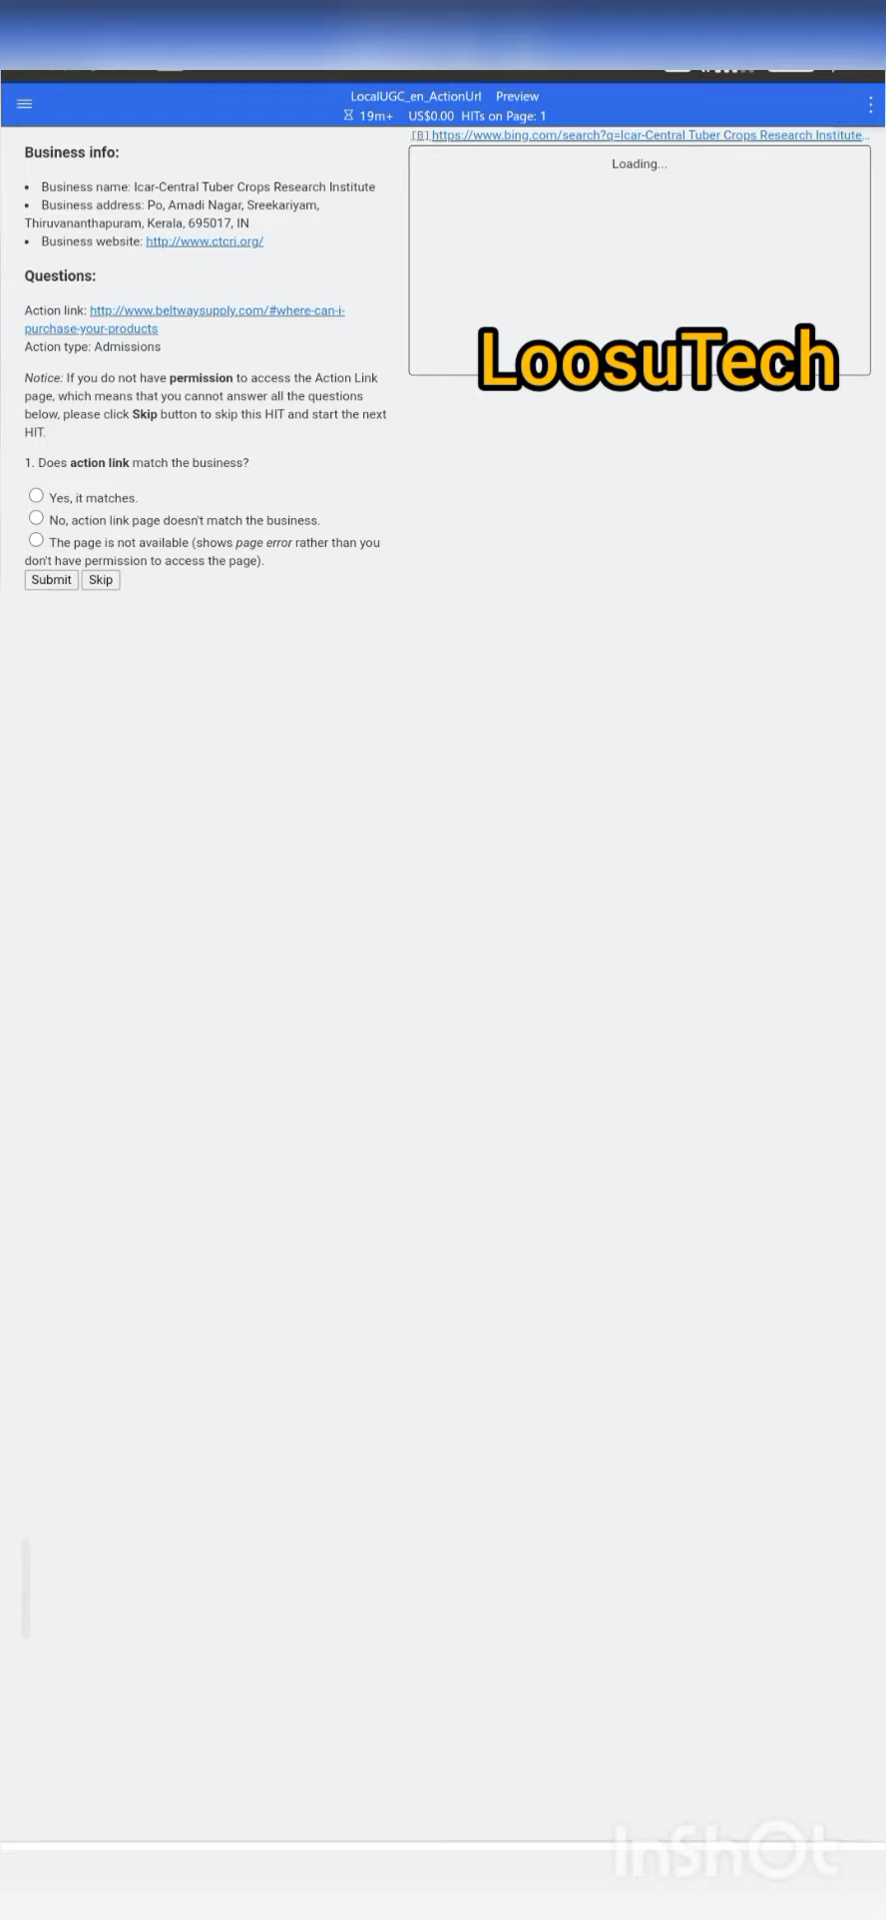 LocalUGC_en_ActionUrl Preview
19m+ US$0.00 HITs on Page: 1
[B] https://www.bing.com/search?q=Icar-Central Tuber Crops Research Institute...
Loading...
Business info:
• Business name: Icar-Central Tuber Crops Research Institute
• Business address: Po, Amadi Nagar, Sreekariyam,
Thiruvananthapuram, Kerala, 695017, IN
• Business website: http://www.ctcri.org/
Questions:
Action link: http://www.beltwaysupply.com/#where-can-i-
purchase-your-products
Action type: Admissions
LoosuTech
Notice: If you do not have permission to access the Action Link
page, which means that you cannot answer all the questions
below, please click Skip button to skip this HIT and start the next
HIT.
1. Does action link match the business?
Yes, it matches.
No, action link page doesn't match the business.
The page is not available (shows page error rather than you
don't have permission to access the page).
Submit Skip
InShOt